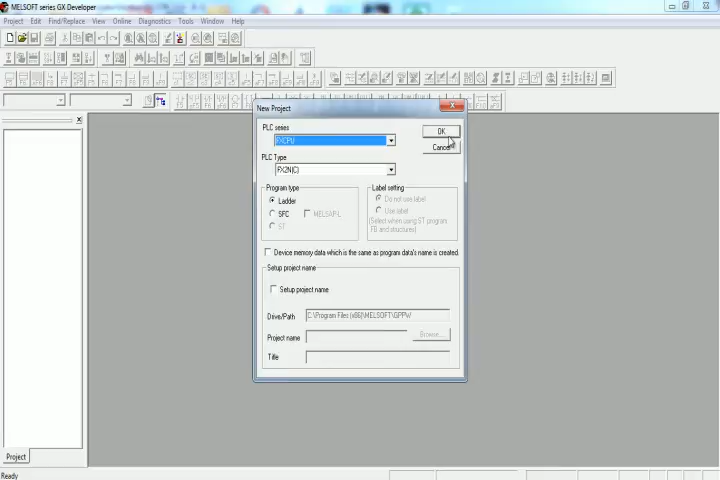 MELSOFT series GX Developer
Project Edit Find/Replace View Online Diagnostics Tools Window Help
New Project
PLC series
FXCPU
OK
Cancel
PLC Type
FX2N(C)
Program type
Ladder
SFC
MELSAP-L
ST
Label setting
Do not use label
Use label
(Select when using ST program
FB and structures)
Device memory data which is the same as program data's name is created.
Setup project name
Setup project name
Drive/Path
C:\Program Files (x86)\MELSOFT\GPPW
Project name
Browse...
Title
Project
Ready